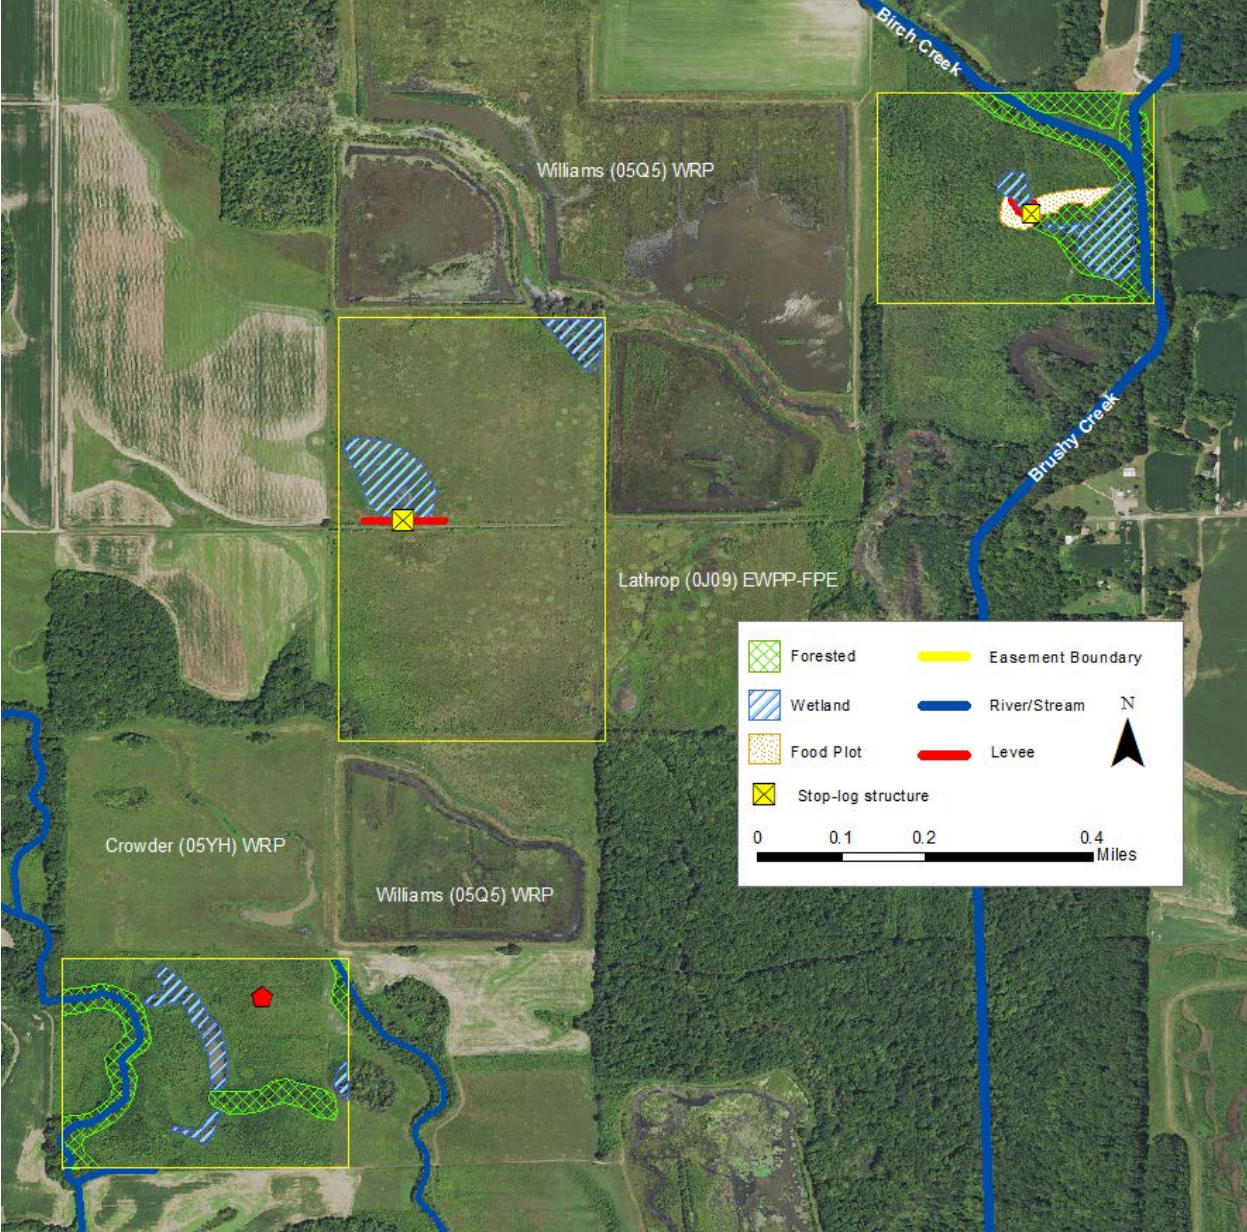 Birch Creek
Williams (05Q5) WRP
Brushy Creek
Lathrop (0J09) EWPP-FPE
Forested
Easement Boundary
Wetland
River/Stream
N
Food Plot
Levee
Stop-log structure
0 0.1 0.2 0.4
Miles
Crowder (05YH) WRP
Williams (05Q5) WRP